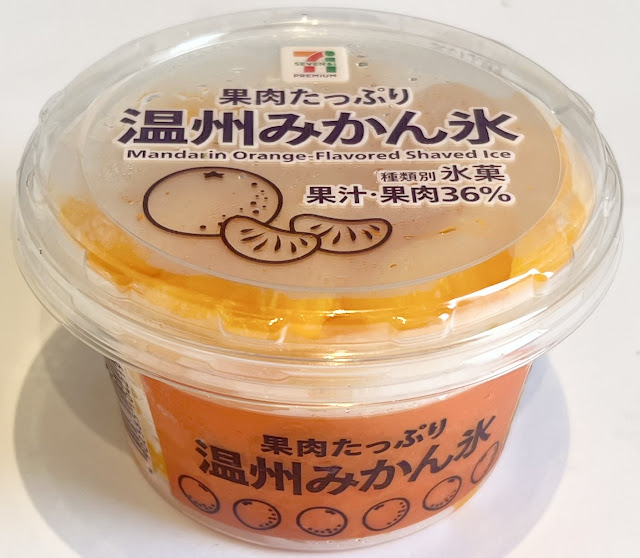 SEVEN&i
PREMIUM
果肉たっぷり
温州みかん氷
Mandarin Orange-Flavored Shaved Ice
種類別 氷菓
果汁・果肉36%
果肉たっぷり
温州みかん氷